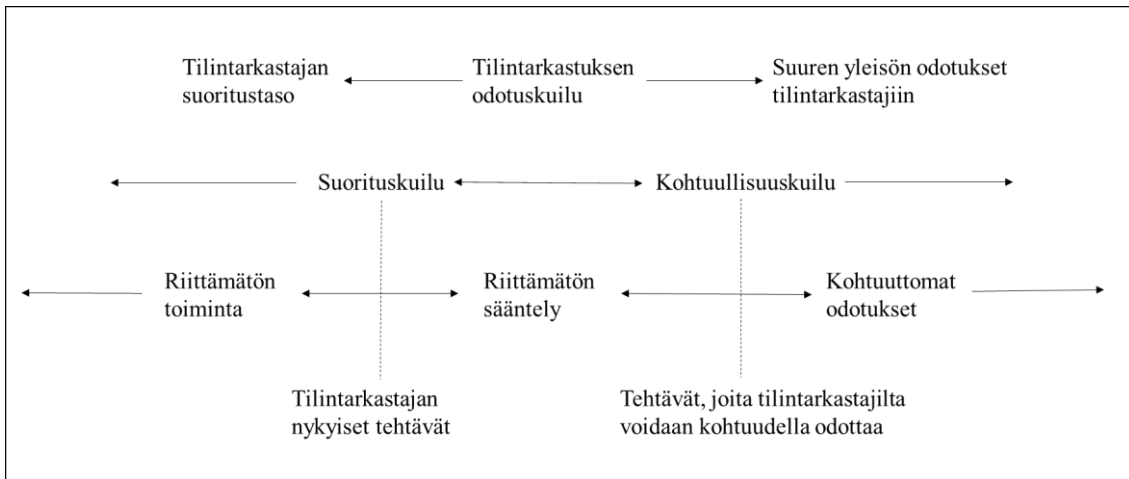 Tilintarkastajan
suoritustaso
Tilintarkastuksen
odotuskuilu
Suuren yleisön odotukset
tilintarkastajiin
Suorituskuilu
Kohtuullisuuskuilu
Riittämätön
toiminta
Riittämätön
sääntely
Kohtuuttomat
odotukset
Tilintarkastajan
nykyiset tehtävät
Tehtävät, joita tilintarkastajilta
voidaan kohtuudella odottaa